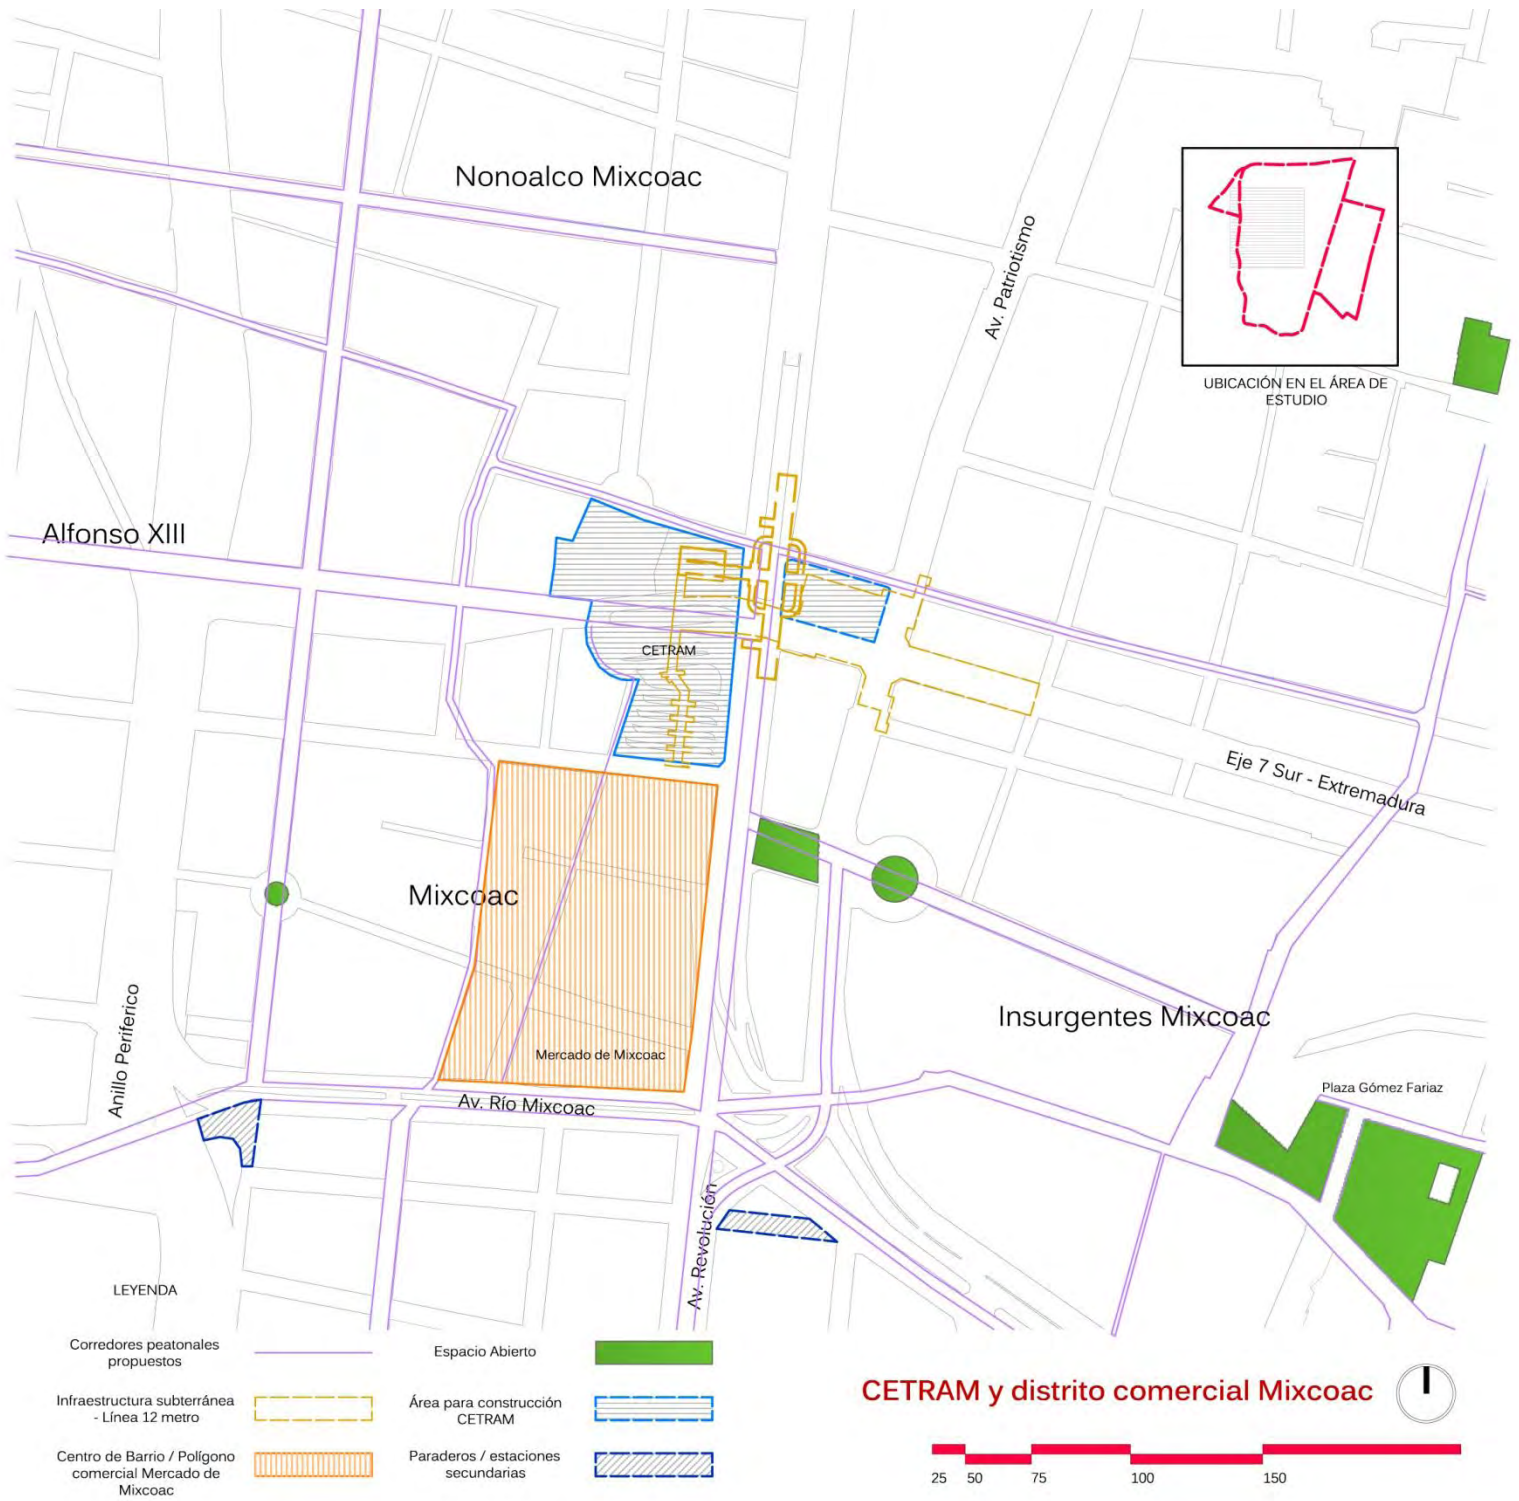 Nonoalco Mixcoac
Av. Patriotismo
UBICACIÓN EN EL ÁREA DE
ESTUDIO
Alfonso XIII
CETRAM
Eje 7 Sur - Extremadura
Mixcoac
Insurgentes Mixcoac
Anillo Periferico
Mercado de Mixcoac
Plaza Gómez Fariaz
Av. Río Mixcoac
Av. Revolución
LEYENDA
Corredores peatonales
propuestos
Espacio Abierto
Infraestructura subterránea
- Línea 12 metro
Área para construcción
CETRAM
Centro de Barrio / Polígono
comercial Mercado de
Mixcoac
Paraderos / estaciones
secundarias
CETRAM y distrito comercial Mixcoac
25 50 75 100 150